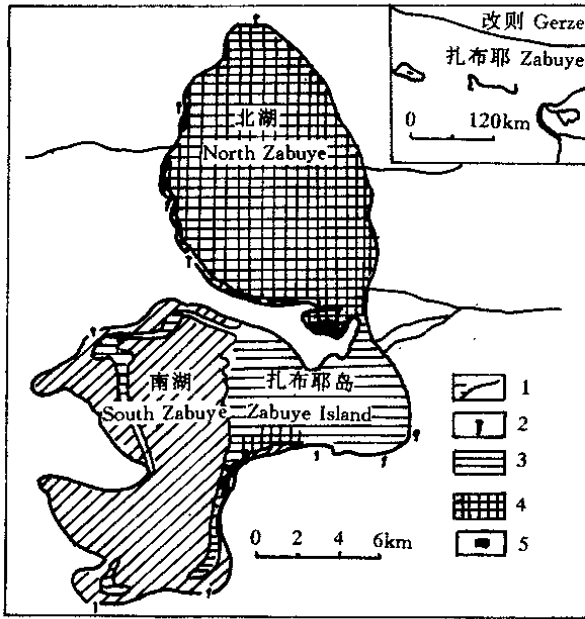 改则 Gerze
扎布耶 Zabuye
0 120km
北湖
North Zabuye
南湖 扎布耶岛
South Zabuye Zabuye Island
1
2
3
4
5
0 2 4 6km